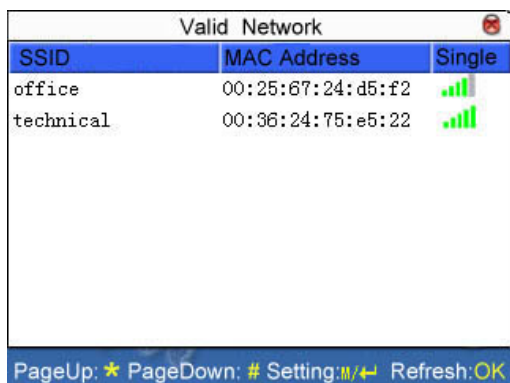 Valid Network
SSID MAC Address Single
office 00:25:67:24:d5:f2
technical 00:36:24:75:e5:22
PageUp: * PageDown: # Setting:M/↵ Refresh:OK